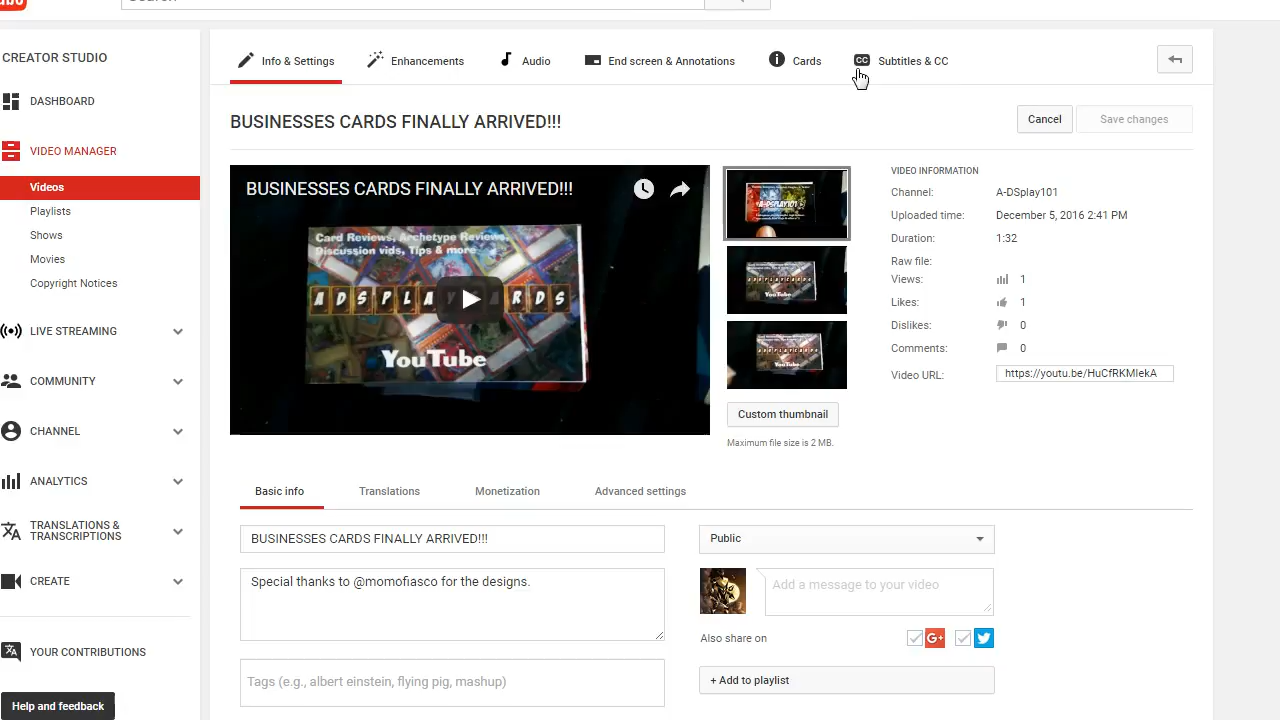 CREATOR STUDIO
DASHBOARD
VIDEO MANAGER
Videos
Playlists
Shows
Movies
Copyright Notices
LIVE STREAMING
COMMUNITY
CHANNEL
ANALYTICS
TRANSLATIONS &
TRANSCRIPTIONS
CREATE
YOUR CONTRIBUTIONS
Help and feedback
Info & Settings
Enhancements
Audio
End screen & Annotations
Cards
CC
Subtitles & CC
BUSINESSES CARDS FINALLY ARRIVED!!!
Cancel
Save changes
BUSINESSES CARDS FINALLY ARRIVED!!!
Card Reviews, Archetype Reviews,
Discussion vids, Tips & more
YouTube
A-DSPLAY101
YouTube
YouTube
Custom thumbnail
Maximum file size is 2 MB.
VIDEO INFORMATION
Channel: A-DSplay101
Uploaded time: December 5, 2016 2:41 PM
Duration: 1:32
Raw file:
Views: 1
Likes: 1
Dislikes: 0
Comments: 0
Video URL: https://youtu.be/HuCfRKMIekA
Basic info
Translations
Monetization
Advanced settings
BUSINESSES CARDS FINALLY ARRIVED!!!
Special thanks to @momofiasco for the designs.
Tags (e.g., albert einstein, flying pig, mashup)
Public
Add a message to your video
Also share on
G+
+ Add to playlist